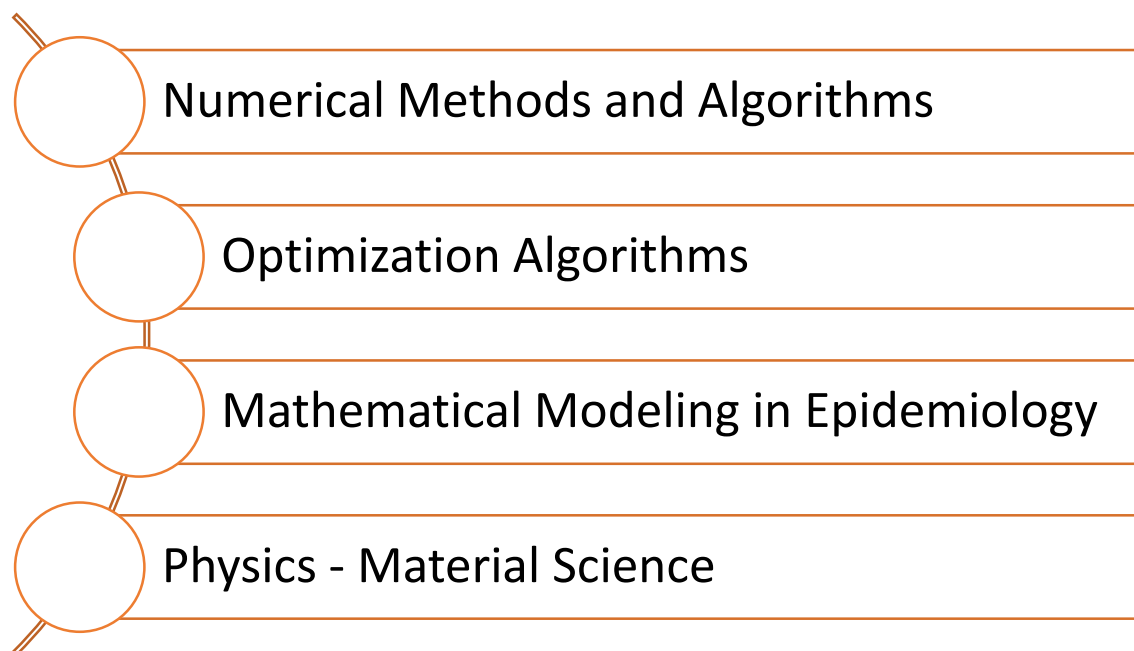 Numerical Methods and Algorithms
Optimization Algorithms
Mathematical Modeling in Epidemiology
Physics - Material Science